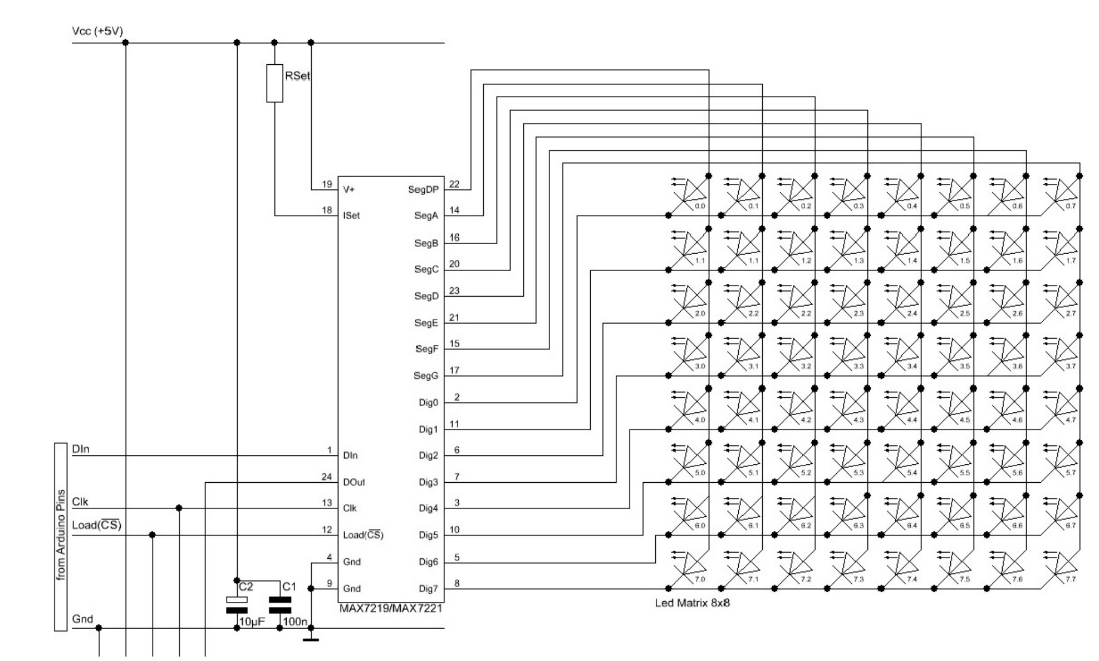 Vcc (+5V)
RSet
19 V+ SegDP 22
18 ISet SegA 14
SegB 16
SegC 20
SegD 23
SegE 21
SegF 15
SegG 17
Dig0 2
Dig1 11
DIn 1 DIn Dig2 6
24 DOut Dig3 7
Clk 13 Clk Dig4 3
Load(CS) 12 Load(CS) Dig5 10
4 Gnd Dig6 5
9 Gnd Dig7 8
from Arduino Pins
C2 C1
10µF 100n
MAX7219/MAX7221
Gnd
0.0 0.1 0.2 0.3 0.4 0.5 0.6 0.7
1.1 1.1 1.2 1.3 1.4 1.5 1.6 1.7
2.0 2.2 2.2 2.3 2.4 2.5 2.6 2.7
3.0 3.1 3.2 3.3 3.4 3.5 3.6 3.7
4.0 4.1 4.2 4.3 4.4 4.5 4.6 4.7
5.0 5.1 5.2 5.3 5.4 5.5 5.6 5.7
6.0 6.1 6.2 6.3 6.4 6.5 6.6 6.7
7.0 7.1 7.2 7.3 7.4 7.5 7.6 7.7
Led Matrix 8x8